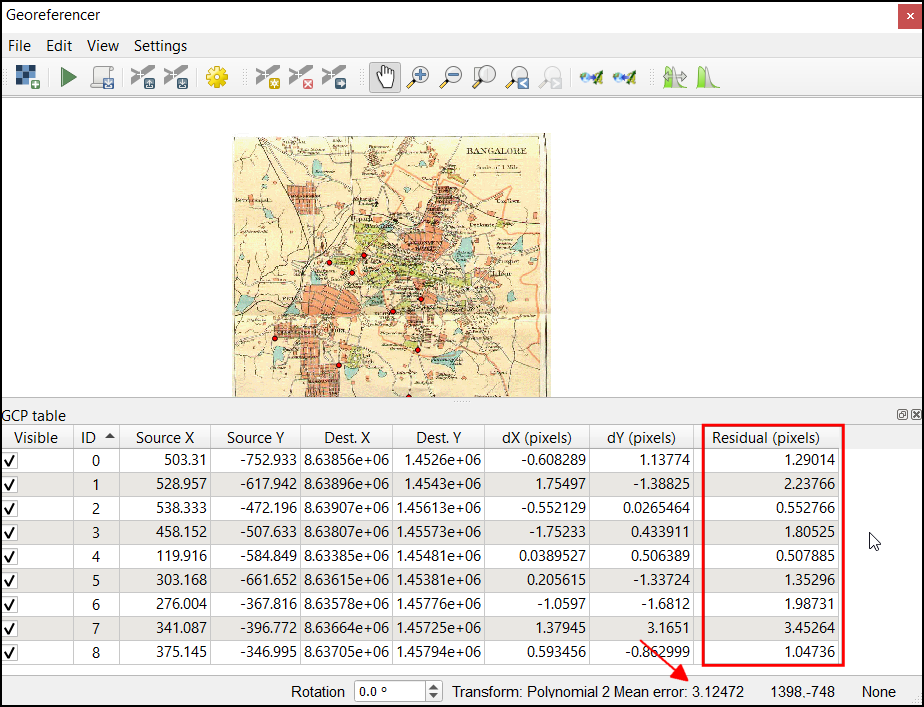 Georeferencer
File Edit View Settings
BANGALORE
Scale of 1 Mile
GCP table
Visible ID Source X Source Y Dest. X Dest. Y dX (pixels) dY (pixels) Residual (pixels)
0 503.31 -752.933 8.63856e+06 1.4526e+06 -0.608289 1.13774 1.29014
1 528.957 -617.942 8.63896e+06 1.4543e+06 1.75497 -1.38825 2.23766
2 538.333 -472.196 8.63907e+06 1.45613e+06 -0.552129 0.0265464 0.552766
3 458.152 -507.633 8.63807e+06 1.45573e+06 -1.75233 0.433911 1.80525
4 119.916 -584.849 8.63385e+06 1.45481e+06 0.0389527 0.506389 0.507885
5 303.168 -661.652 8.63615e+06 1.45381e+06 0.205615 -1.33724 1.35296
6 276.004 -367.816 8.63578e+06 1.45776e+06 -1.0597 -1.6812 1.98731
7 341.087 -396.772 8.63664e+06 1.45725e+06 1.37945 3.1651 3.45264
8 375.145 -346.995 8.63705e+06 1.45794e+06 0.593456 -0.862999 1.04736
Rotation 0.0 ° Transform: Polynomial 2 Mean error: 3.12472 1398,-748 None